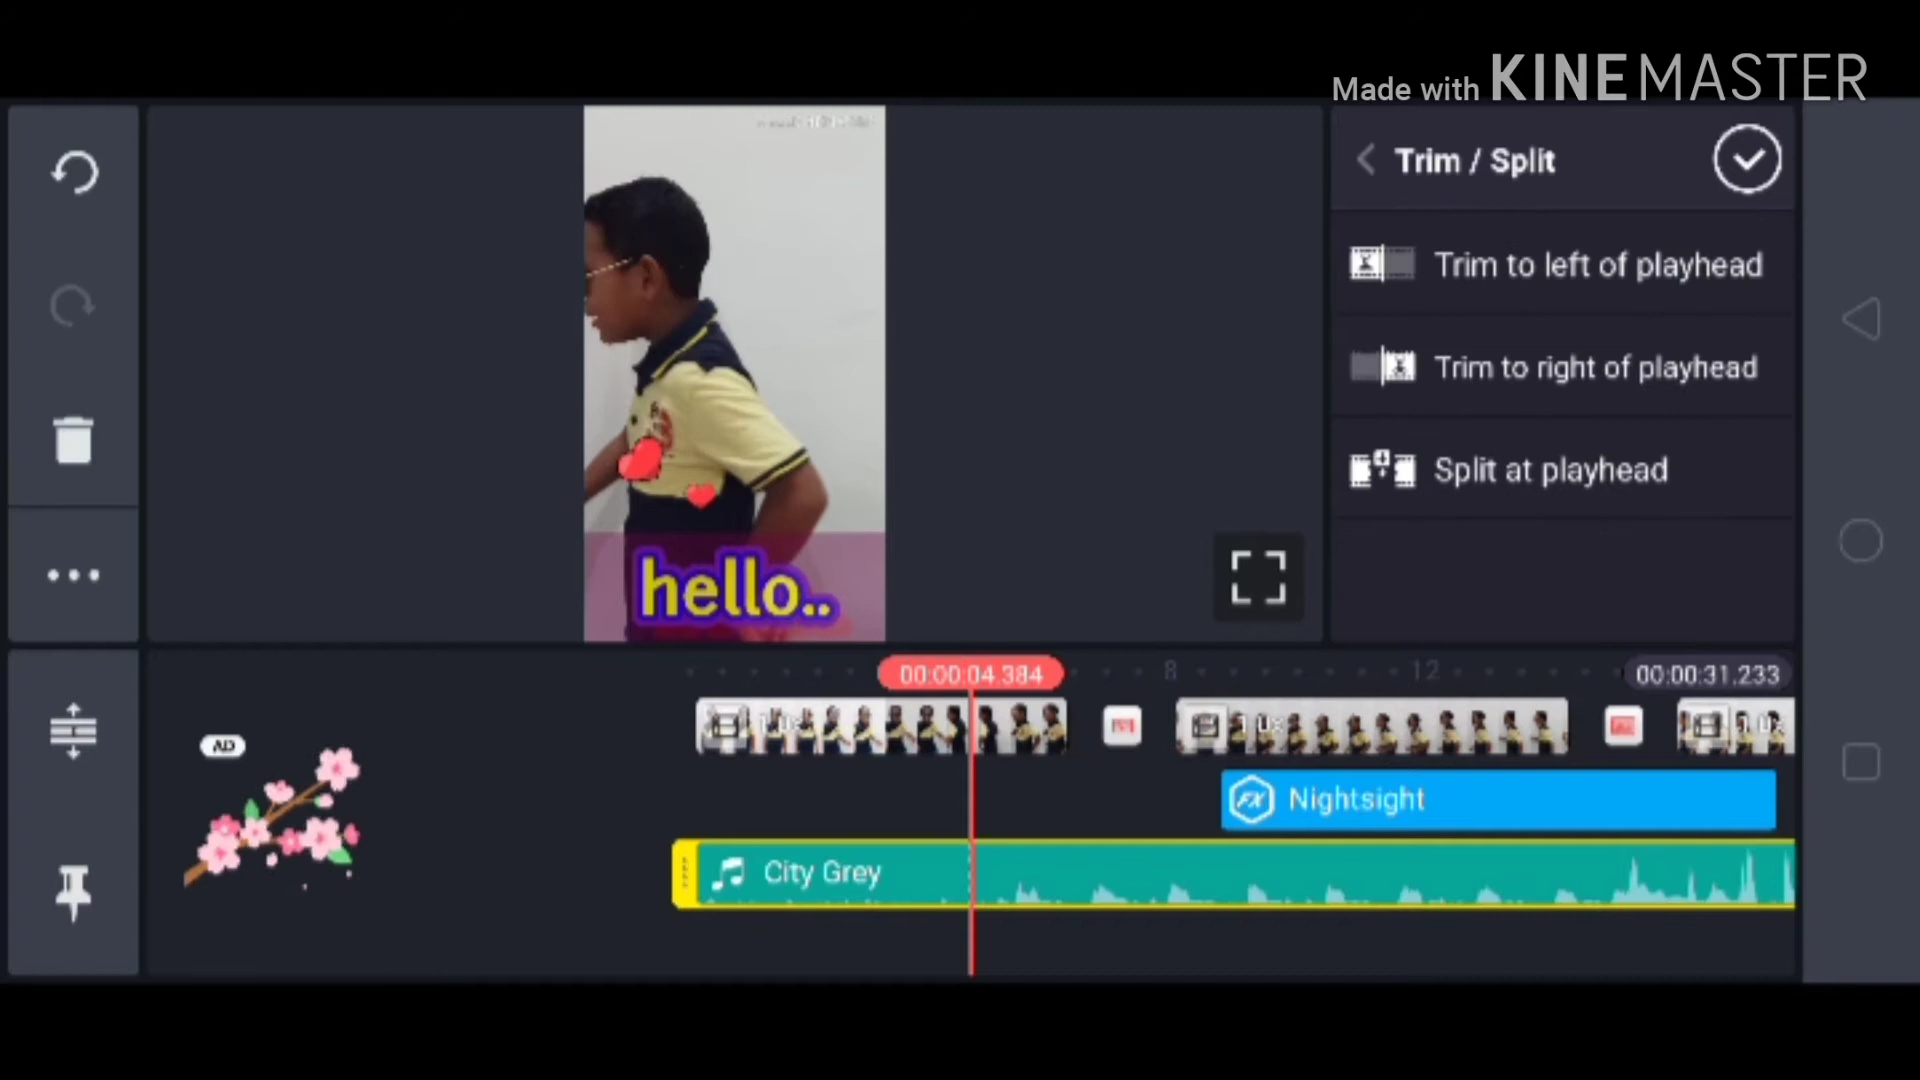 Made with KINEMASTER
Trim / Split
Trim to left of playhead
Trim to right of playhead
Split at playhead
hello..
00:00:04.384
8
12
00:00:31.233
AD
FX Nightsight
City Grey